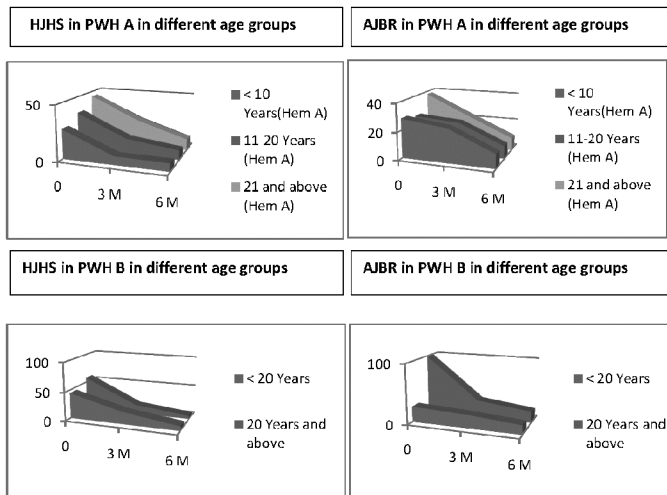 HJHS in PWH A in different age groups
50
0
0
3 M
6 M
< 10
Years(Hem A)
11-20 Years
(Hem A)
21 and above
(Hem A)
AJBR in PWH A in different age groups
40
20
0
0
3 M
6 M
< 10
Years(Hem A)
11-20 Years
(Hem A)
21 and above
(Hem A)
HJHS in PWH B in different age groups
100
50
0
0
3 M
6 M
< 20 Years
20 Years and
above
AJBR in PWH B in different age groups
100
0
0
3 M
6 M
< 20 Years
20 Years and
above